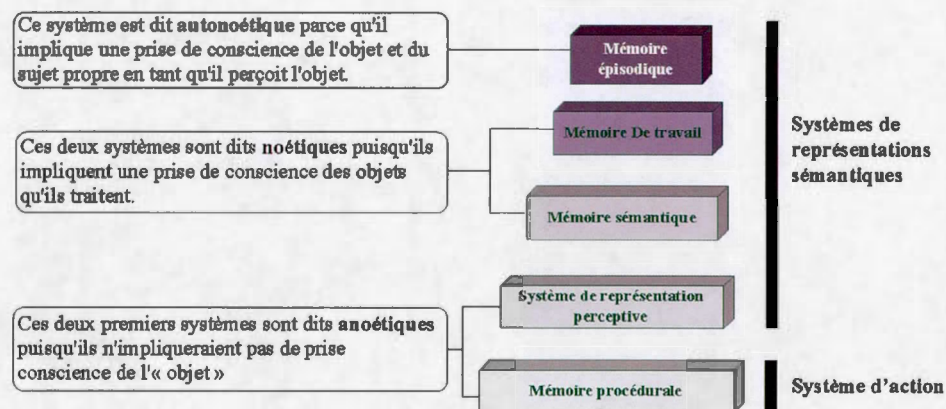 Ce système est dit autonoétique parce qu'il
implique une prise de conscience de l'objet et du
sujet propre en tant qu'il perçoit l'objet.
Mémoire
épisodique
Mémoire De travail
Ces deux systèmes sont dits noétiques puisqu'ils
impliquent une prise de conscience des objets
qu'ils traitent.
Mémoire sémantique
Systèmes de
représentations
sémantiques
Système de représentation
perceptive
Ces deux premiers systèmes sont dits anoétiques
puisqu'ils n'impliqueraient pas de prise
conscience de l'« objet »
Mémoire procédurale
Système d'action